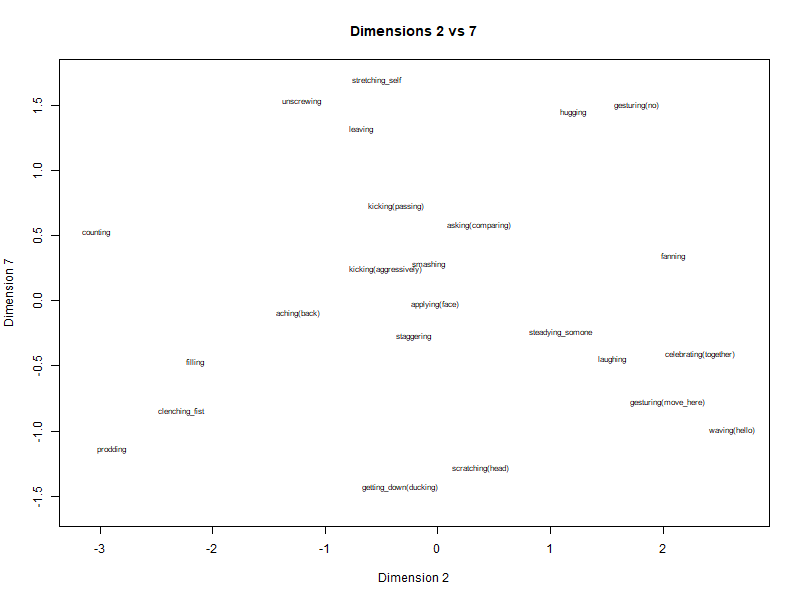 Dimensions 2 vs 7
stretching_self
unscrewing
gesturing(no)
hugging
leaving
kicking(passing)
asking(comparing)
counting
fanning
smashing
kicking(aggressively)
applying(face)
aching(back)
steadying_somone
staggering
celebrating(together)
laughing
filling
gesturing(move_here)
clenching_fist
waving(hello)
prodding
scratching(head)
getting_down(ducking)
1.5
1.0
0.5
0.0
-0.5
-1.0
-1.5
Dimension 7
-3 -2 -1 0 1 2
Dimension 2